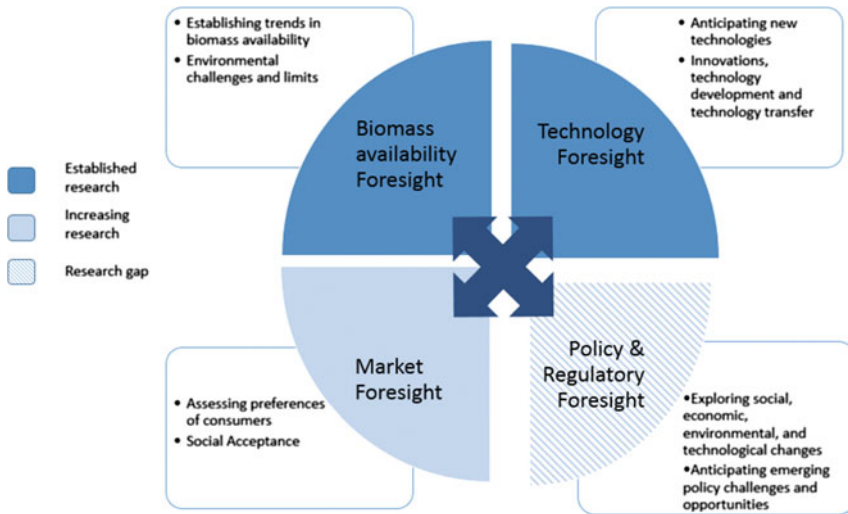 • Establishing trends in
biomass availability
• Environmental
challenges and limits
• Anticipating new
technologies
• Innovations,
technology
development and
technology transfer
Biomass
availability
Foresight
Technology
Foresight
Established
research
Increasing
research
Research gap
Market
Foresight
Policy &
Regulatory
Foresight
• Assessing preferences
of consumers
• Social Acceptance
•Exploring social,
economic,
environmental, and
technological changes
•Anticipating emerging
policy challenges and
opportunities